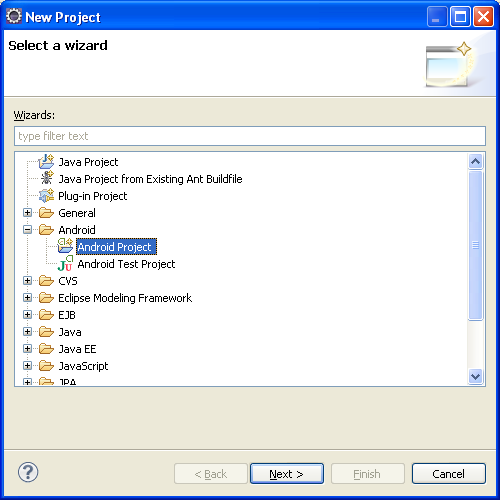 New Project
Select a wizard
Wizards:
type filter text
Java Project
Java Project from Existing Ant Buildfile
Plug-in Project
General
Android
Android Project
Android Test Project
CVS
Eclipse Modeling Framework
EJB
Java
Java EE
JavaScript
JPA
< Back
Next >
Finish
Cancel